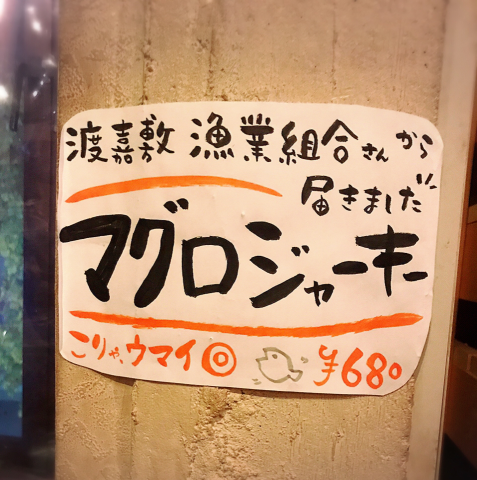 渡嘉敷 漁業組合さんから
届きました
マグロジャーキー
こりゃ、ウマイ◎ ¥680